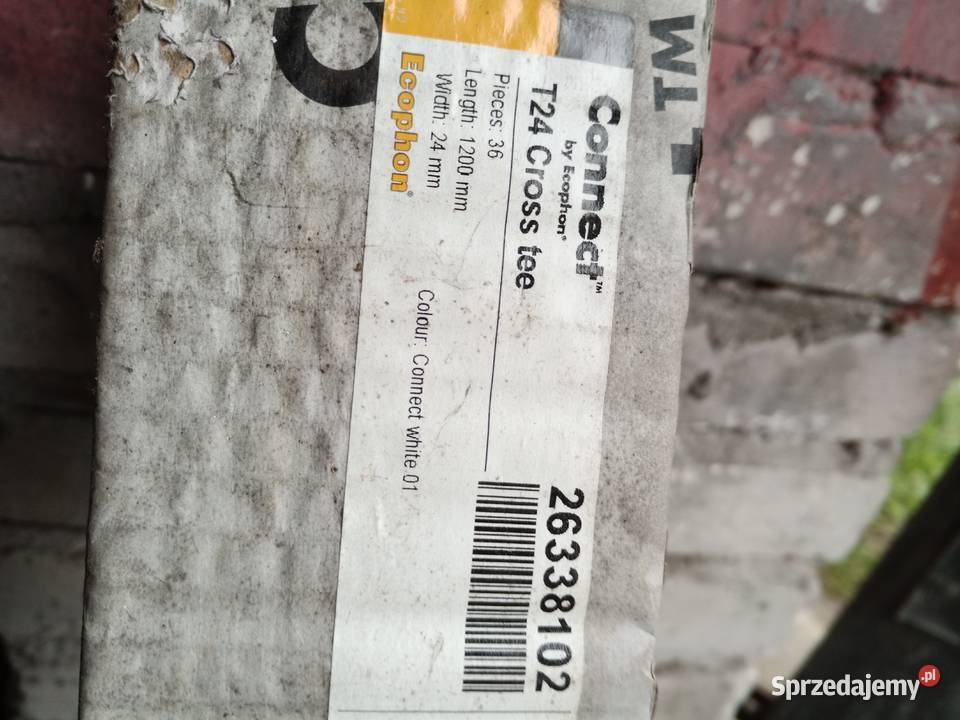 Connect™
by Ecophon®
T24 Cross tee
26338102
Pieces: 36
Length: 1200 mm
Width: 24 mm
Colour: Connect white 01
Ecophon®
TM
Sprzedajemy.pl